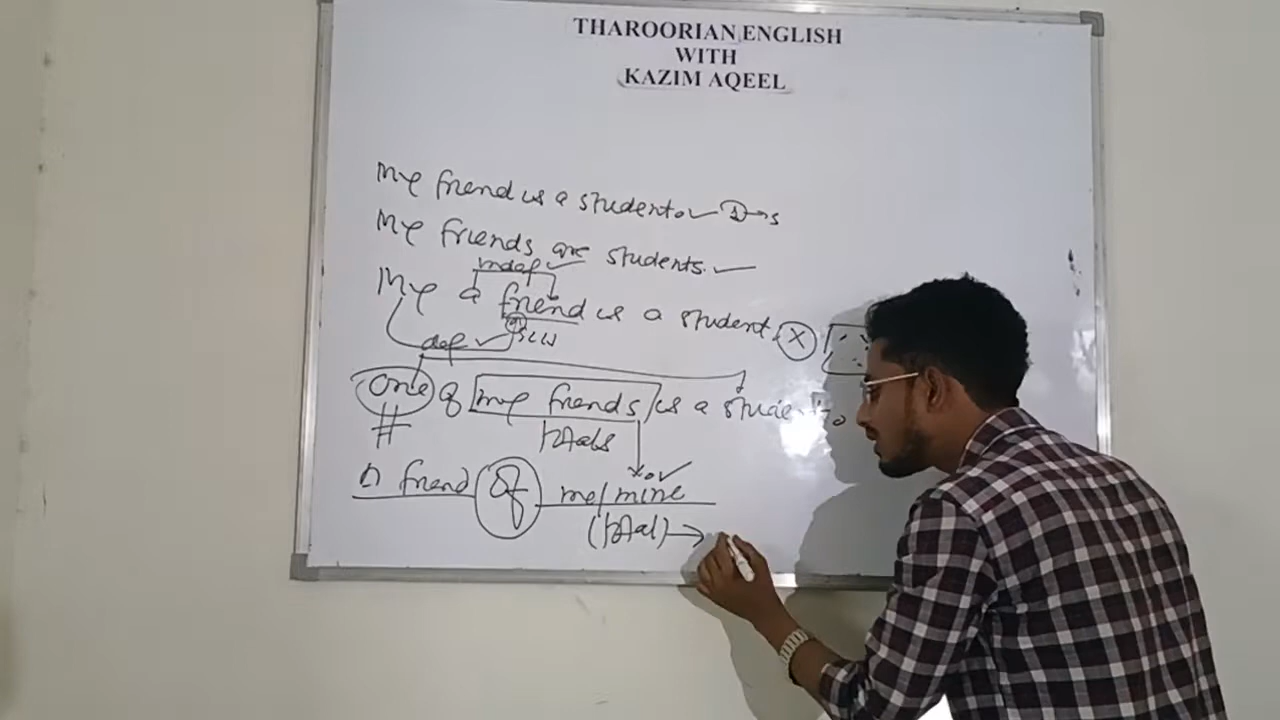 THAROORIAN ENGLISH
WITH
KAZIM AQEEL
My friend is a student. ✓ ① → s
My friends are students. ✓
indef ✓
My a friend is a student. X
def ✓
One of my friends is a
#
A friend of me/mine ✓